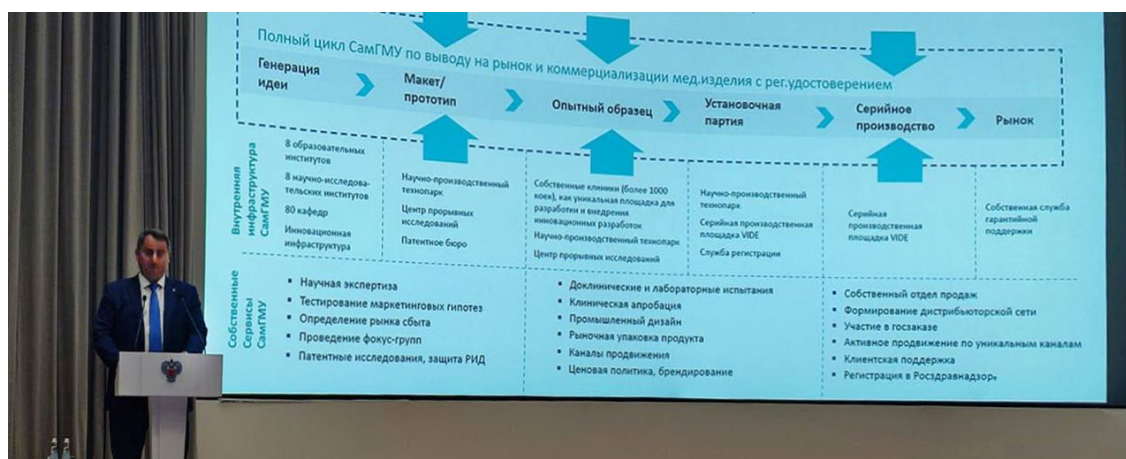 Полный цикл СамГМУ по выводу на рынок и коммерциализации мед.изделия с рег.удостоверением
Генерация
идеи
Макет/
прототип
Опытный образец
Установочная
партия
Серийное
производство
Рынок
Внутренняя
инфраструктура
СамГМУ
8 образовательных
институтов
8 научно-исследова-
тельских институтов
80 кафедр
Инновационная
инфраструктура
Научно-производственный
технопарк
Центр прорывных
исследований
Патентное бюро
Собственные клиники (более 1000
коек), как уникальная площадка для
разработки и внедрения
инновационных разработок
Научно-производственный технопарк
Центр прорывных исследований
Научно-производственный
технопарк
Серийная производственная
площадка VIDE
Служба регистрации
Серийная
производственная
площадка VIDE
Собственная служба
гарантийной
поддержки
Собственные
Сервисы
СамГМУ
▪ Научная экспертиза
▪ Тестирование маркетинговых гипотез
▪ Определение рынка сбыта
▪ Проведение фокус-групп
▪ Патентные исследования, защита РИД
▪ Доклинические и лабораторные испытания
▪ Клиническая апробация
▪ Промышленный дизайн
▪ Рыночная упаковка продукта
▪ Каналы продвижения
▪ Ценовая политика, брендирование
▪ Собственный отдел продаж
▪ Формирование дистрибьюторской сети
▪ Участие в госзаказе
▪ Активное продвижение по уникальным каналам
▪ Клиентская поддержка
▪ Регистрация в Росздравнадзоре